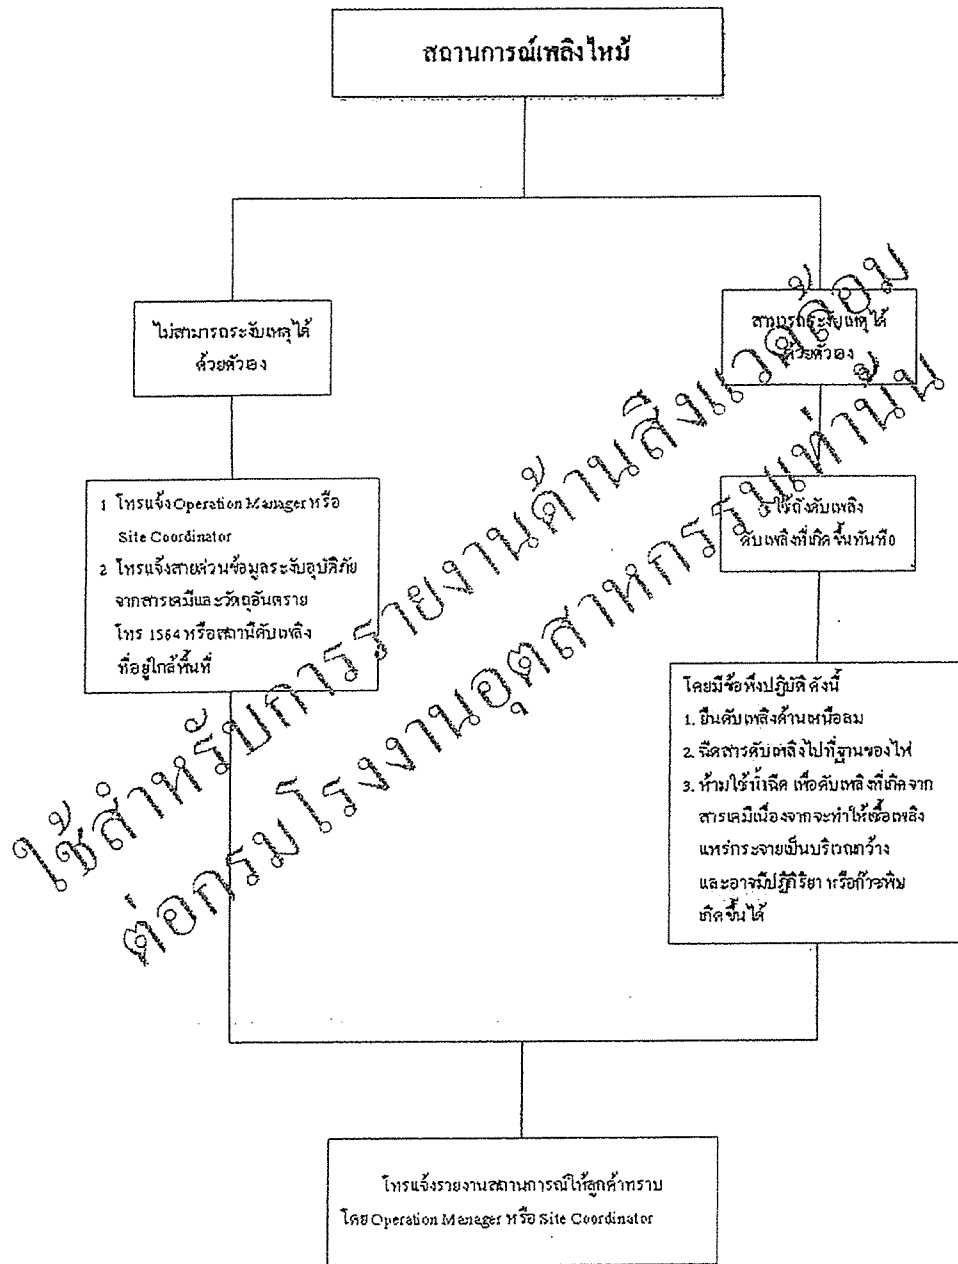 สถานการณ์เพลิงไหม้
ไม่สามารถระงับเหตุได้
ด้วยตัวเอง
สามารถระงับเหตุได้
ด้วยตัวเอง
1 โทรแจ้ง Operation Manager หรือ
Site Coordinator
2 โทรแจ้งสายด่วนข้อมูลระงับอุบัติภัย
จากสารเคมีและวัตถุอันตราย
โทร 1564 หรือสถานีดับเพลิง
ที่อยู่ใกล้พื้นที่
ใช้ถังดับเพลิง
ดับเพลิงที่เกิดขึ้นทันที
โดยมีข้อพึงปฏิบัติ ดังนี้
1. ยืนดับเพลิงด้านเหนือลม
2. ฉีดสารดับเพลิงไปที่ฐานของไฟ
3. ห้ามใช้น้ำฉีด เพื่อดับเพลิงที่เกิดจาก
สารเคมีเนื่องจากจะทำให้เชื้อเพลิง
แพร่กระจายเป็นบริเวณกว้าง
และอาจมีปฏิกิริยา หรือก๊าซพิษ
เกิดขึ้นได้
โทรแจ้งรายงานสถานการณ์ให้ลูกค้าทราบ
โดย Operation Manager หรือ Site Coordinator
ใช้สำหรับการรายงานด้านสิ่งแวดล้อม
ต่อกรมโรงงานอุตสาหกรรมเท่านั้น